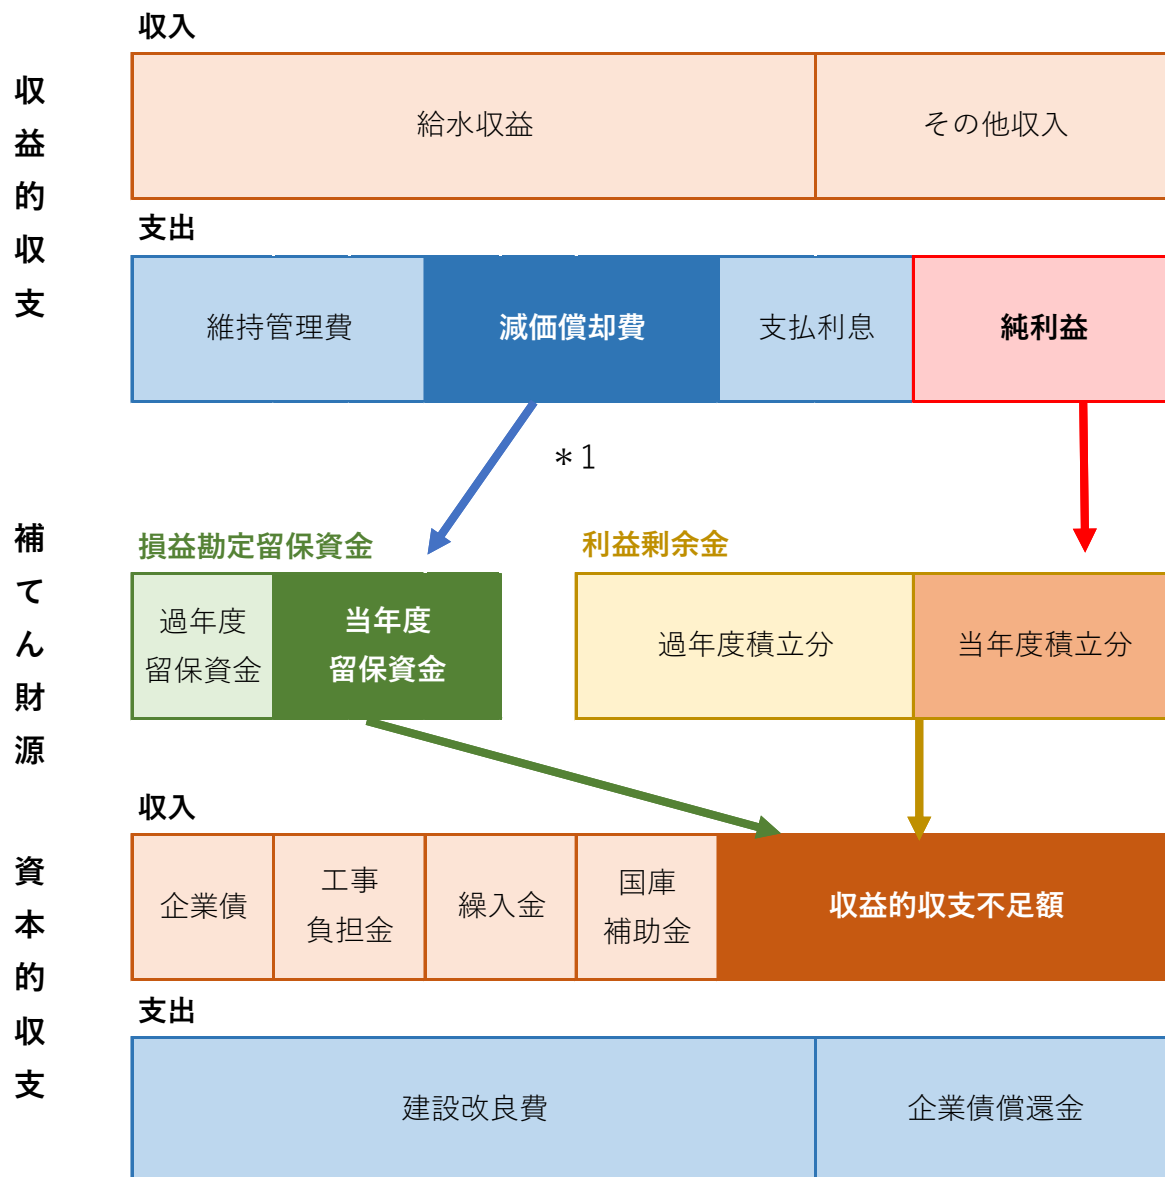 収益的収支
収入
給水収益
その他収入
支出
維持管理費
減価償却費
支払利息
純利益
＊1
補てん財源
損益勘定留保資金
過年度
留保資金
当年度
留保資金
利益剰余金
過年度積立分
当年度積立分
資本的収支
収入
企業債
工事
負担金
繰入金
国庫
補助金
収益的収支不足額
支出
建設改良費
企業債償還金